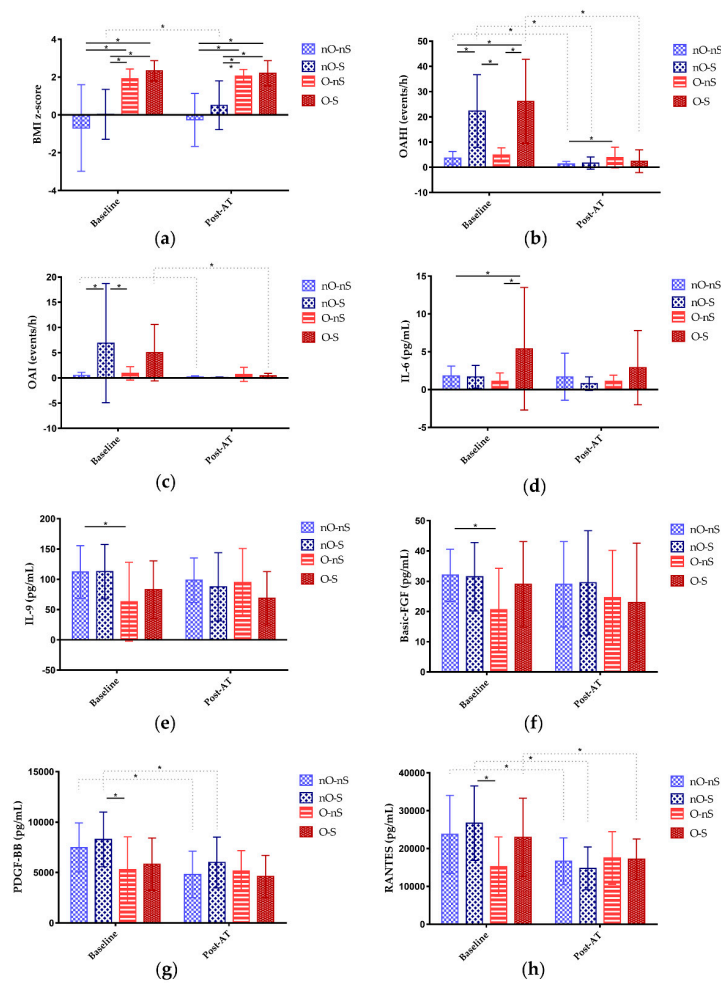 * *
* *
* *
* *
* *
* *
*
BMI z-score
4
2
0
-2
-4
Baseline
Post-AT
nO-nS
nO-S
O-nS
O-S
(a)
*
*
*
*
* *
*
* *
OAHI (events/h)
50
40
30
20
10
0
-10
Baseline
Post-AT
nO-nS
nO-S
O-nS
O-S
(b)
*
* *
OAI (events/h)
20
15
10
5
0
-5
-10
Baseline
Post-AT
nO-nS
nO-S
O-nS
O-S
(c)
*
*
IL-6 (pg/mL)
15
10
5
0
-5
Baseline
Post-AT
nO-nS
nO-S
O-nS
O-S
(d)
*
IL-9 (pg/mL)
200
150
100
50
0
-50
Baseline
Post-AT
nO-nS
nO-S
O-nS
O-S
(e)
*
Basic-FGF (pg/mL)
50
40
30
20
10
0
Baseline
Post-AT
nO-nS
nO-S
O-nS
O-S
(f)
*
*
*
PDGF-BB (pg/mL)
15000
10000
5000
0
Baseline
Post-AT
nO-nS
nO-S
O-nS
O-S
(g)
*
*
*
*
RANTES (pg/mL)
40000
30000
20000
10000
0
Baseline
Post-AT
nO-nS
nO-S
O-nS
O-S
(h)